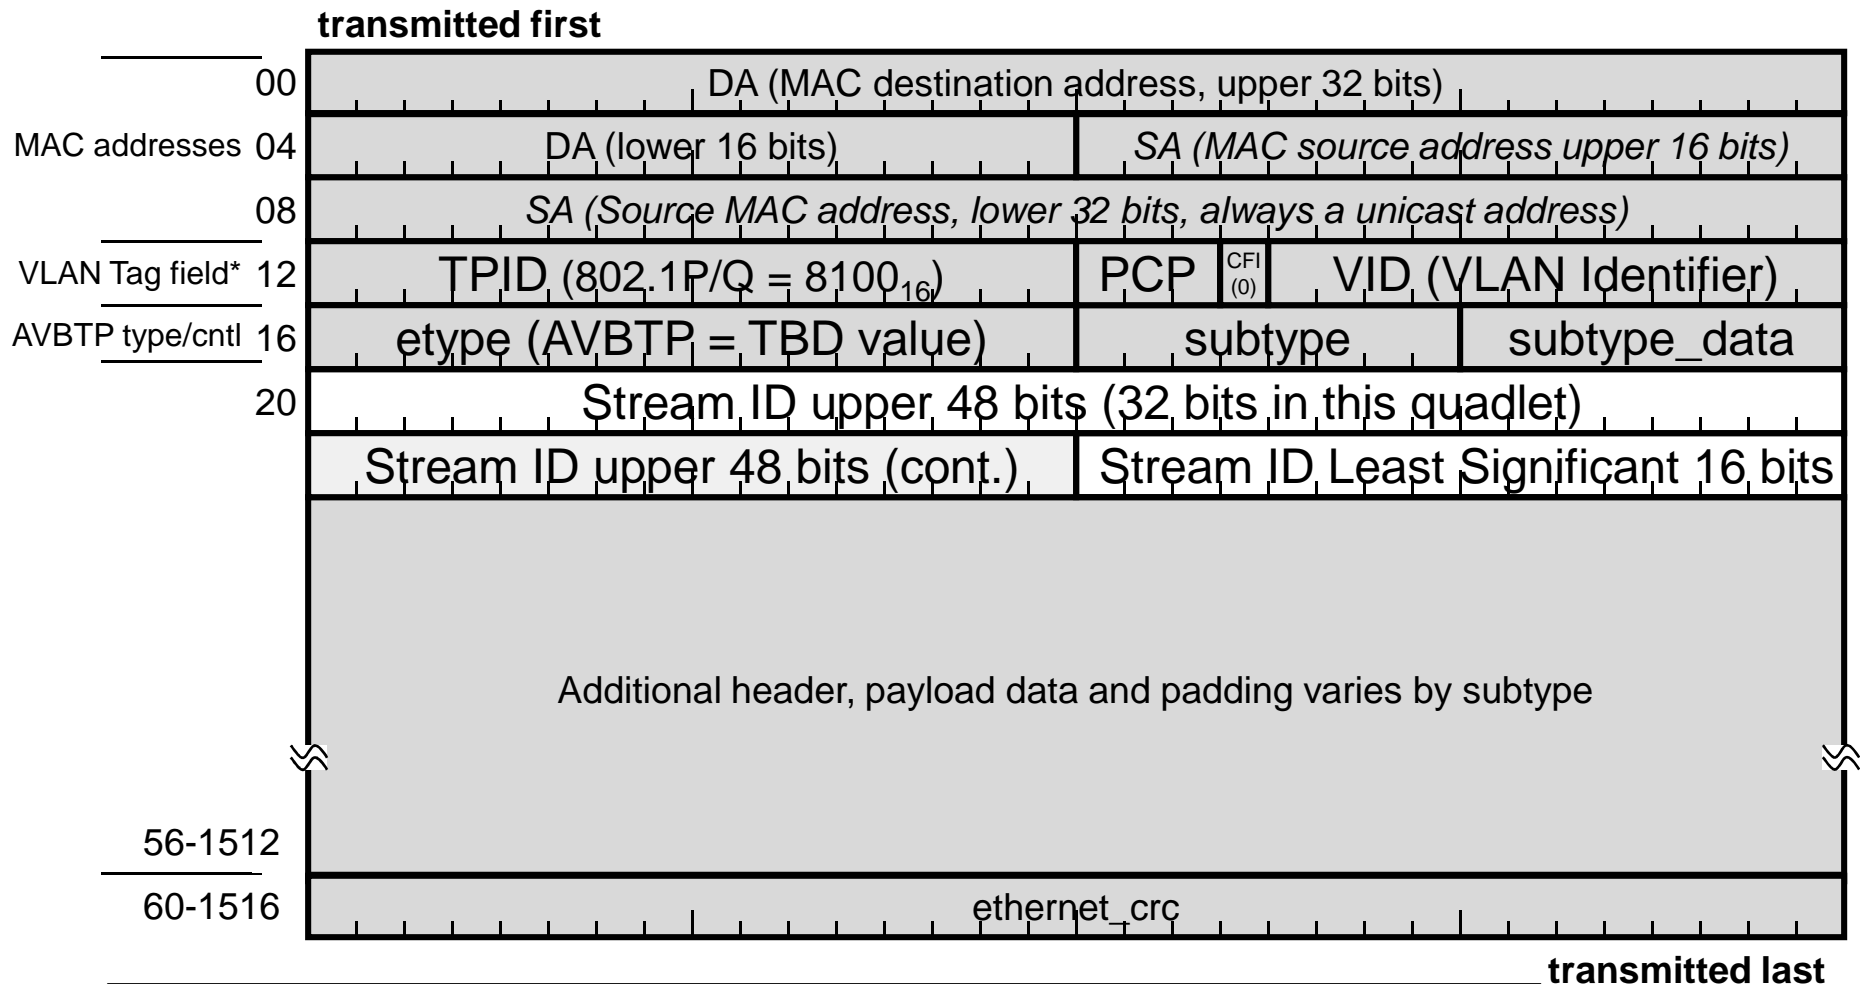 transmitted first
00 DA (MAC destination address, upper 32 bits)
MAC addresses 04 DA (lower 16 bits) SA (MAC source address upper 16 bits)
08 SA (Source MAC address, lower 32 bits, always a unicast address)
VLAN Tag field* 12 TPID (802.1P/Q = 8100₁₆) PCP CFI (0) VID (VLAN Identifier)
AVBTP type/cntl 16 etype (AVBTP = TBD value) subtype subtype_data
20 Stream ID upper 48 bits (32 bits in this quadlet)
Stream ID upper 48 bits (cont.) Stream ID Least Significant 16 bits
Additional header, payload data and padding varies by subtype
56-1512
60-1516 ethernet_crc
transmitted last